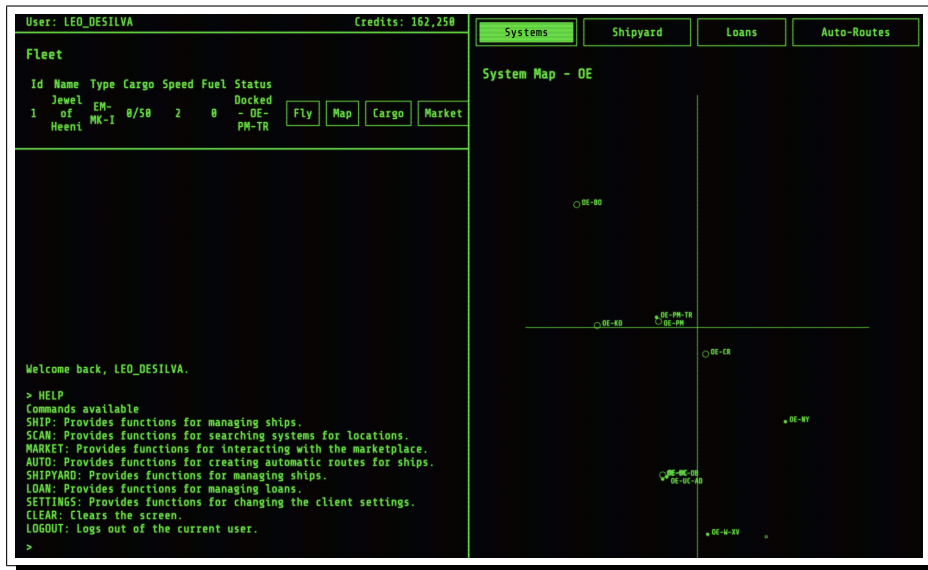 User: LEO_DESILVA
Credits: 162,250
Fleet
Id Name Type Cargo Speed Fuel Status
1 Jewel of Heeni EM-MK-I 0/50 2 0 Docked - OE-PM-TR Fly Map Cargo Market
Welcome back, LEO_DESILVA.
> HELP
Commands available
SHIP: Provides functions for managing ships.
SCAN: Provides functions for searching systems for locations.
MARKET: Provides functions for interacting with the marketplace.
AUTO: Provides functions for creating automatic routes for ships.
SHIPYARD: Provides functions for managing ships.
LOAN: Provides functions for managing loans.
SETTINGS: Provides functions for changing the client settings.
CLEAR: Clears the screen.
LOGOUT: Logs out of the current user.
>
Systems Shipyard Loans Auto-Routes
System Map - OE
OE-BO
OE-PM-TR
OE-KO
OE-PM
OE-CR
OE-NY
OE-UC-AD
OE-W-XV